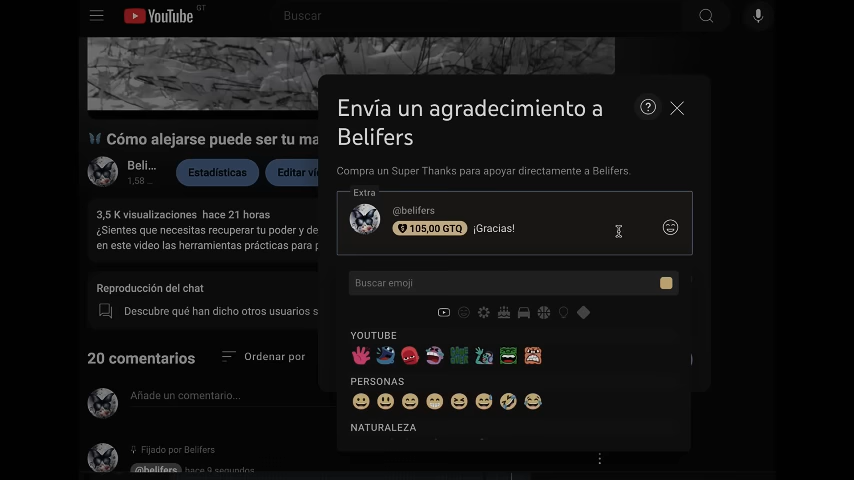 YouTube GT
Buscar
Envía un agradecimiento a
Belifers
Cómo alejarse puede ser tu ma
Compra un Super Thanks para apoyar directamente a Belifers.
Beli...
1,58 ...
Estadísticas
Editar ví
Extra
@belifers
105,00 GTQ ¡Gracias!
3,5 K visualizaciones hace 21 horas
¿Sientes que necesitas recuperar tu poder y de
en este video las herramientas prácticas para p
Buscar emoji
Reproducción del chat
Descubre qué han dicho otros usuarios s
YOUTUBE
20 comentarios
Ordenar por
PERSONAS
Añade un comentario...
NATURALEZA
Fijado por Belifers
@belifers hace 9 segundos